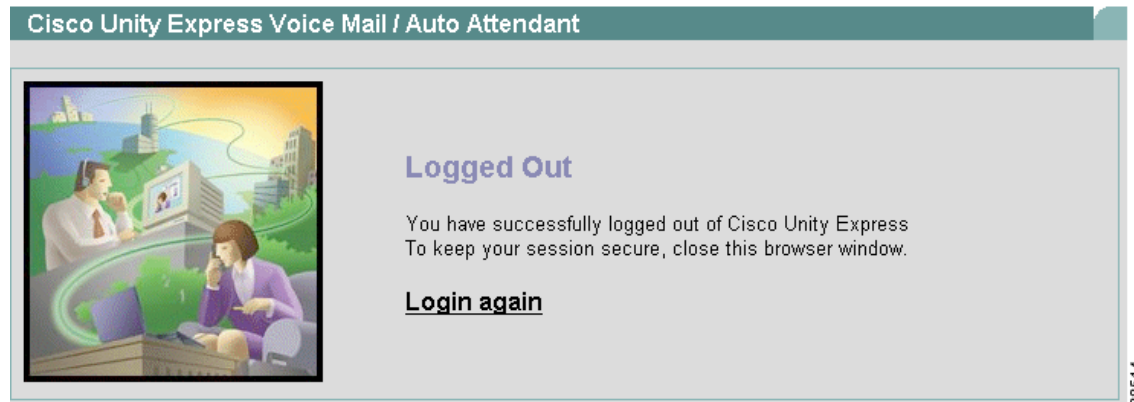 Cisco Unity Express Voice Mail / Auto Attendant
Logged Out
You have successfully logged out of Cisco Unity Express
To keep your session secure, close this browser window.
Login again